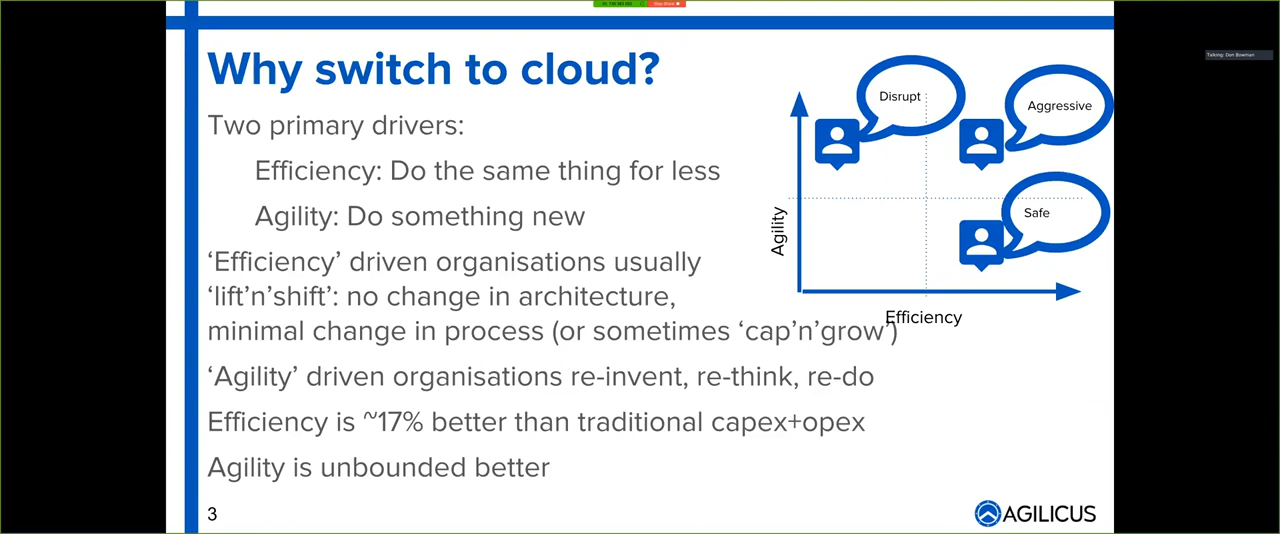 Talking: Don Bowman
Why switch to cloud?
Two primary drivers:
Efficiency: Do the same thing for less
Agility: Do something new
‘Efficiency’ driven organisations usually
‘lift’n’shift’: no change in architecture,
minimal change in process (or sometimes ‘cap’n’grow’)
‘Agility’ driven organisations re-invent, re-think, re-do
Efficiency is ~17% better than traditional capex+opex
Agility is unbounded better
Disrupt
Aggressive
Safe
Agility
Efficiency
3
AGILICUS